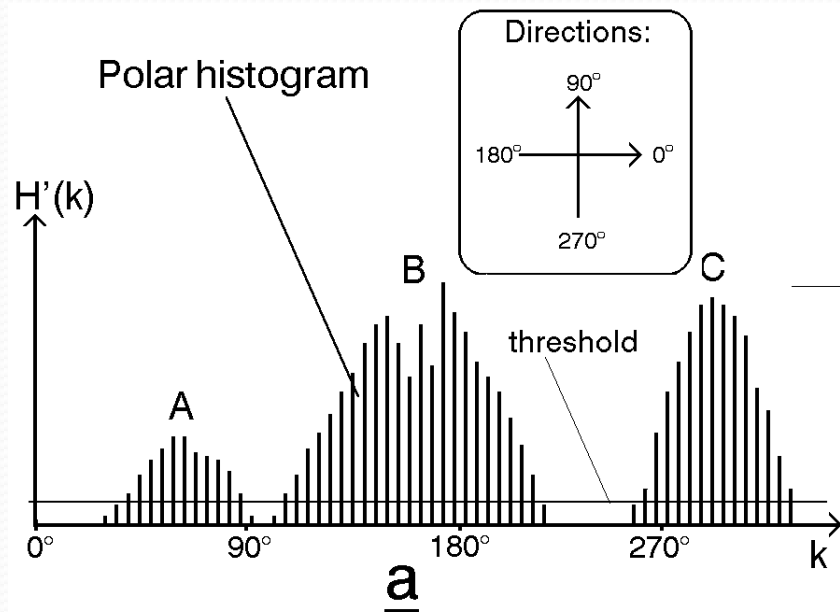 Directions:
90°
180°
0°
270°
Polar histogram
H'(k)
B
C
threshold
A
0°
90°
180°
270°
k
a